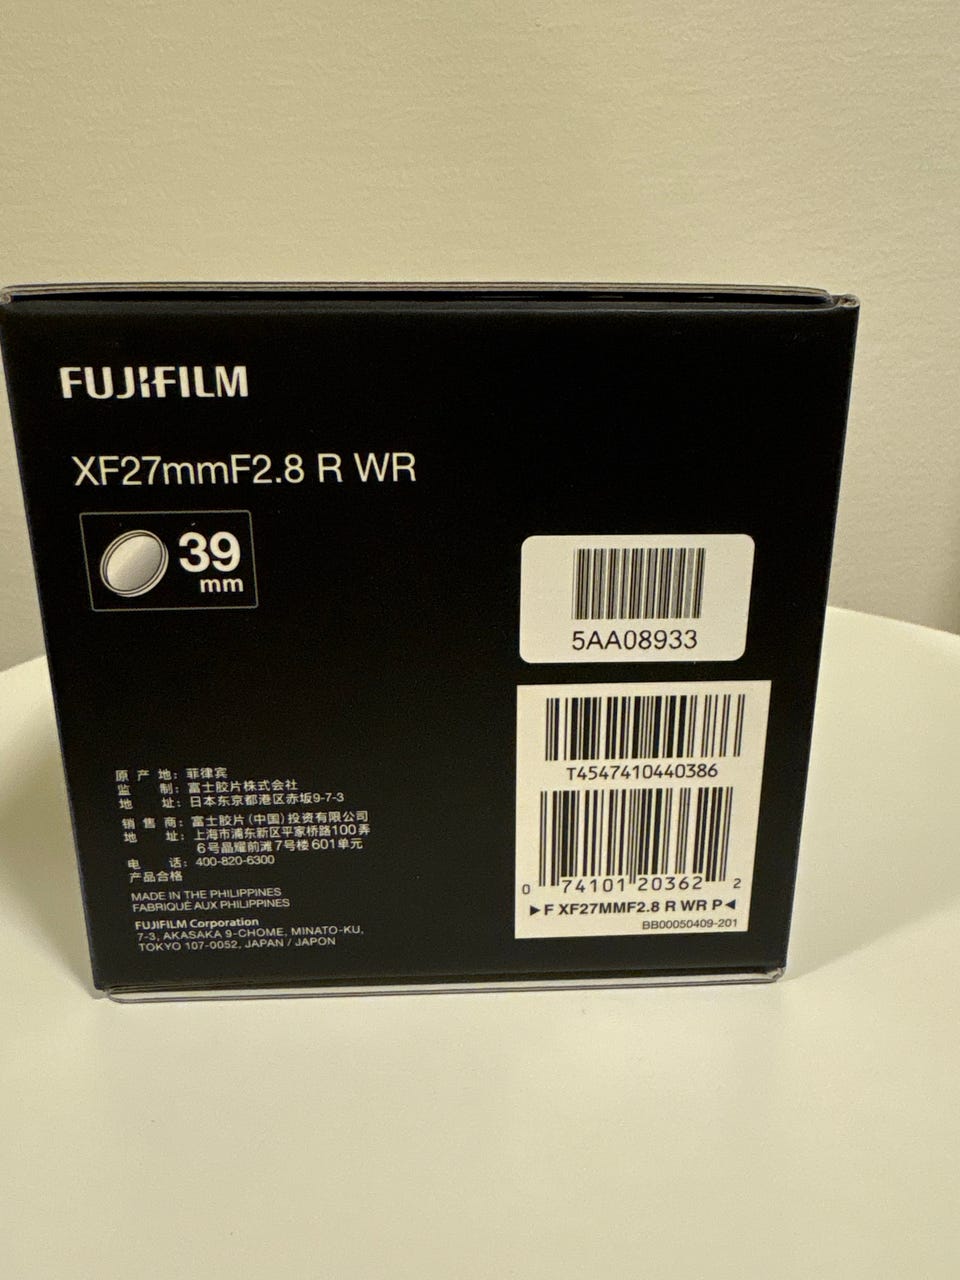 FUJIFILM
XF27mmF2.8 R WR
39
mm
5AA08933
T4547410440386
0 74101 20362 2
▶F XF27MMF2.8 R WR P◀
BB00050409-201
原 产 地: 菲律宾
监 制: 富士胶片株式会社
地 址: 日本东京都港区赤坂9-7-3
销 售 商: 富士胶片(中国)投资有限公司
地 址: 上海市浦东新区平家桥路100弄
6号晶耀前滩7号楼601单元
电 话: 400-820-6300
产品合格
MADE IN THE PHILIPPINES
FABRIQUÉ AUX PHILIPPINES
FUJIFILM Corporation
7-3, AKASAKA 9-CHOME, MINATO-KU,
TOKYO 107-0052, JAPAN / JAPON